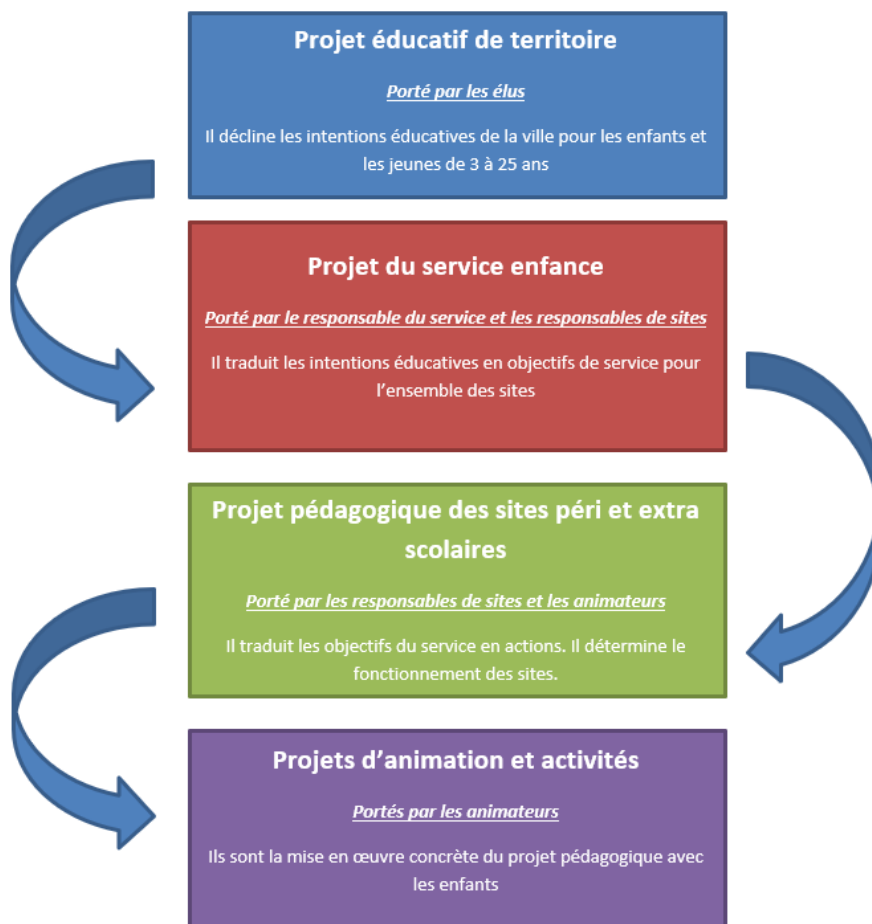 Projet éducatif de territoire
Porté par les élus
Il décline les intentions éducatives de la ville pour les enfants et
les jeunes de 3 à 25 ans
Projet du service enfance
Porté par le responsable du service et les responsables de sites
Il traduit les intentions éducatives en objectifs de service pour
l’ensemble des sites
Projet pédagogique des sites péri et extra
scolaires
Porté par les responsables de sites et les animateurs
Il traduit les objectifs du service en actions. Il détermine le
fonctionnement des sites.
Projets d’animation et activités
Portés par les animateurs
Ils sont la mise en œuvre concrète du projet pédagogique avec
les enfants